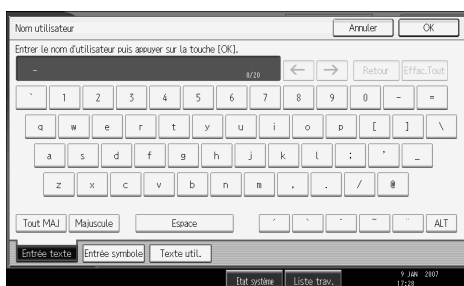 Nom utilisateur Annuler OK
Entrer le nom d'utilisateur puis appuyer sur la touche [OK].
_ 0/20 ← → Retour Effac.Tout
` 1 2 3 4 5 6 7 8 9 0 - =
q w e r t y u i o p [ ] \
a s d f g h j k l ; ' _
z x c v b n m , . / @
Tout MAJ Majuscule Espace ´ ` ^ ~ ¨ ALT
Entrée texte Entrée symbole Texte util.
Etat système Liste trav. 9 JAN 2007
17:28